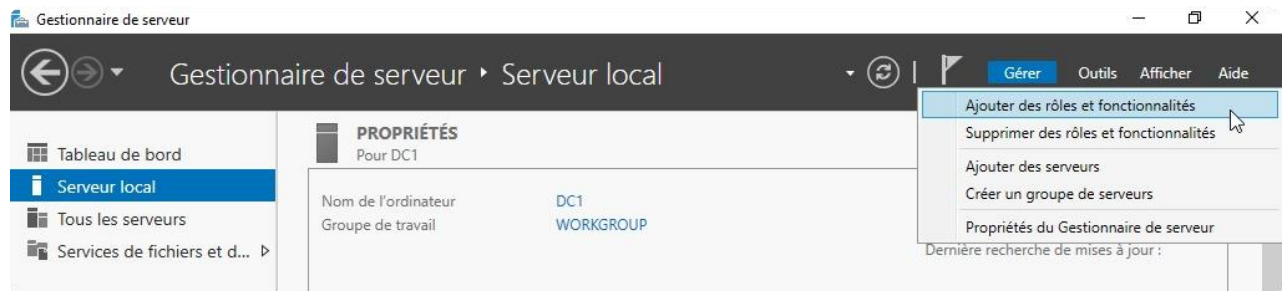 Gestionnaire de serveur
Gestionnaire de serveur ‣ Serveur local
Gérer Outils Afficher Aide
Tableau de bord
Serveur local
Tous les serveurs
Services de fichiers et d...
PROPRIÉTÉS
Pour DC1
Nom de l'ordinateur DC1
Groupe de travail WORKGROUP
Ajouter des rôles et fonctionnalités
Supprimer des rôles et fonctionnalités
Ajouter des serveurs
Créer un groupe de serveurs
Propriétés du Gestionnaire de serveur
Dernière recherche de mises à jour :